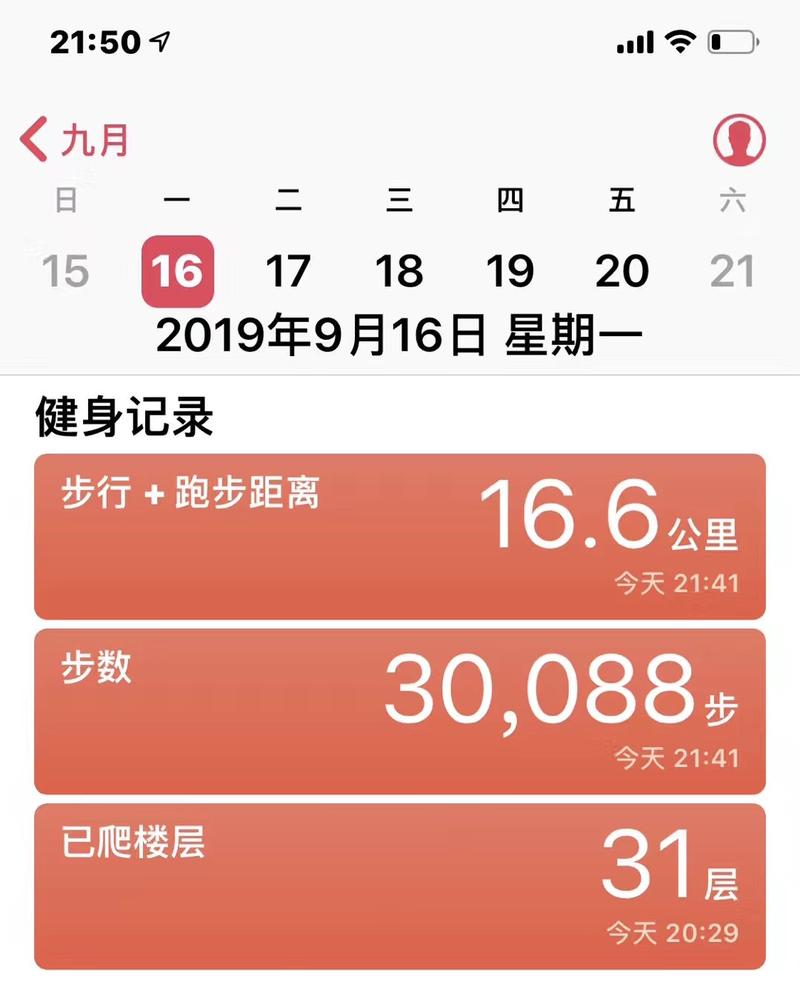 21:50
九月
日 一 二 三 四 五 六
15 16 17 18 19 20 21
2019年9月16日 星期一
健身记录
步行 + 跑步距离
16.6公里
今天 21:41
步数
30,088步
今天 21:41
已爬楼层
31层
今天 20:29